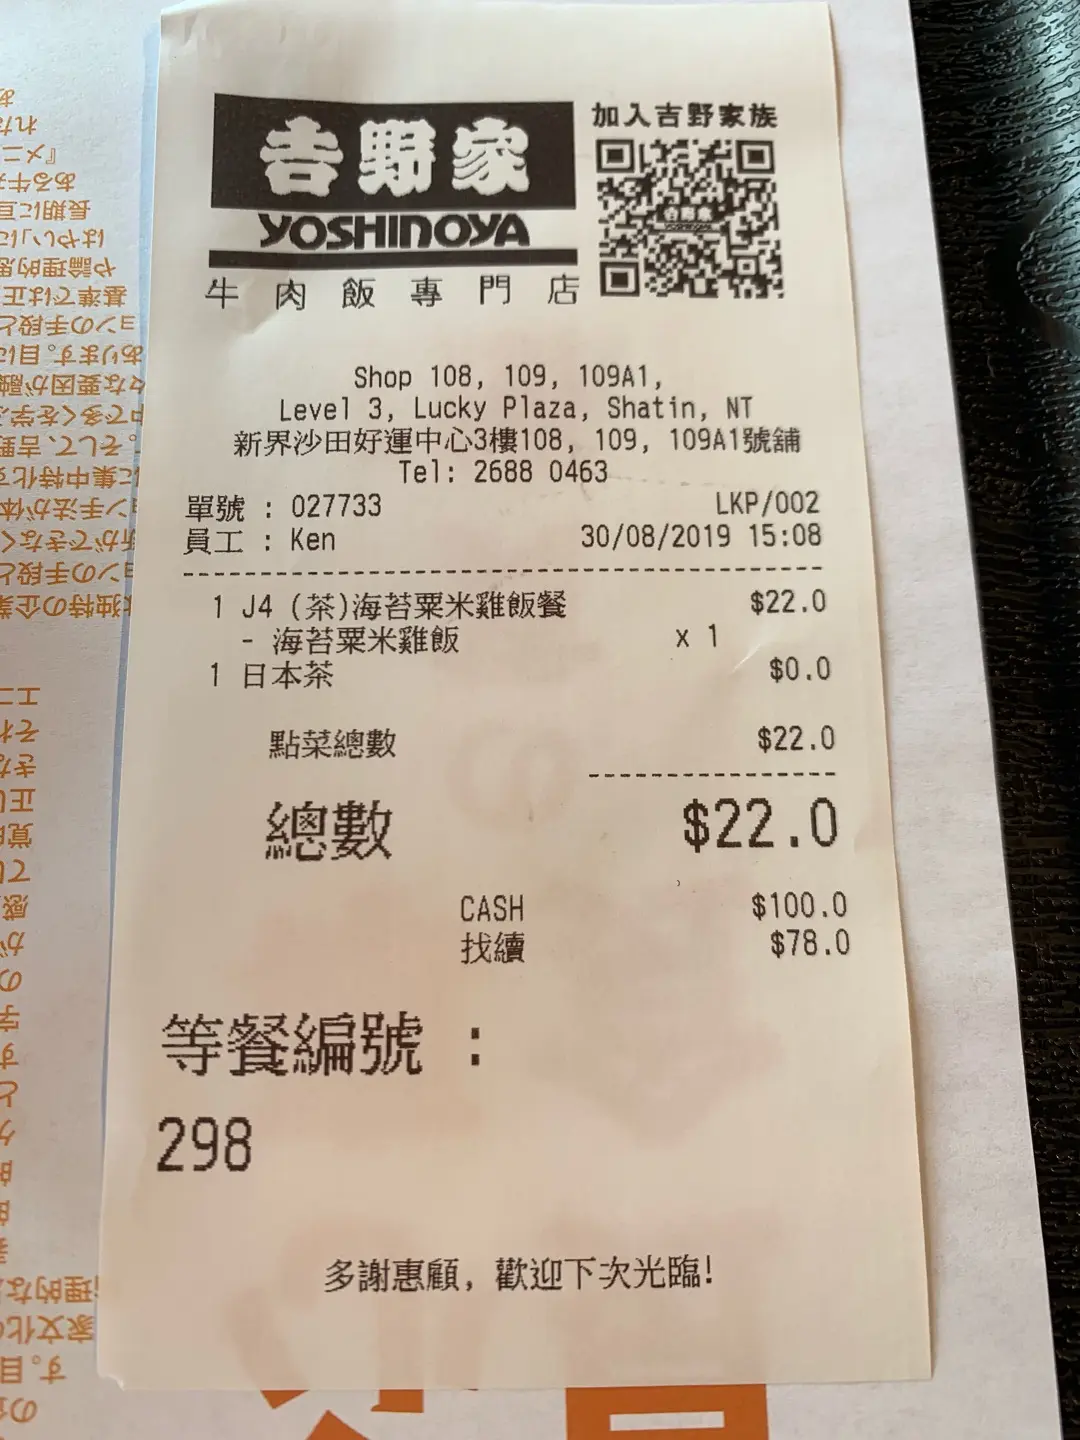 吉野家
YOSHINOYA
牛肉飯專門店
加入吉野家族
Shop 108, 109, 109A1,
Level 3, Lucky Plaza, Shatin, NT
新界沙田好運中心3樓108, 109, 109A1號舖
Tel: 2688 0463
單號 : 027733 LKP/002
員工 : Ken 30/08/2019 15:08
1 J4 (茶)海苔粟米雞飯餐 $22.0
- 海苔粟米雞飯 x 1
1 日本茶 $0.0
點菜總數 $22.0
總數 $22.0
CASH $100.0
找續 $78.0
等餐編號 :
298
多謝惠顧, 歡迎下次光臨!